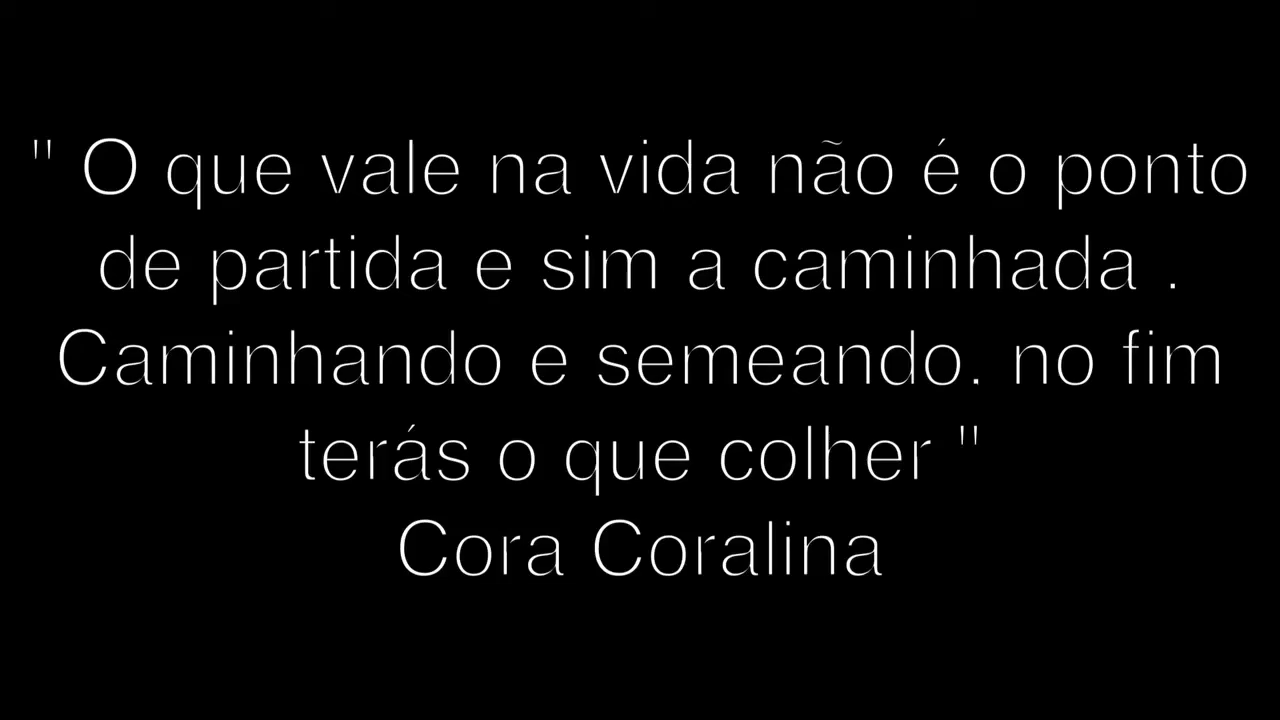 " O que vale na vida não é o ponto
de partida e sim a caminhada .
Caminhando e semeando. no fim
terás o que colher "
Cora Coralina